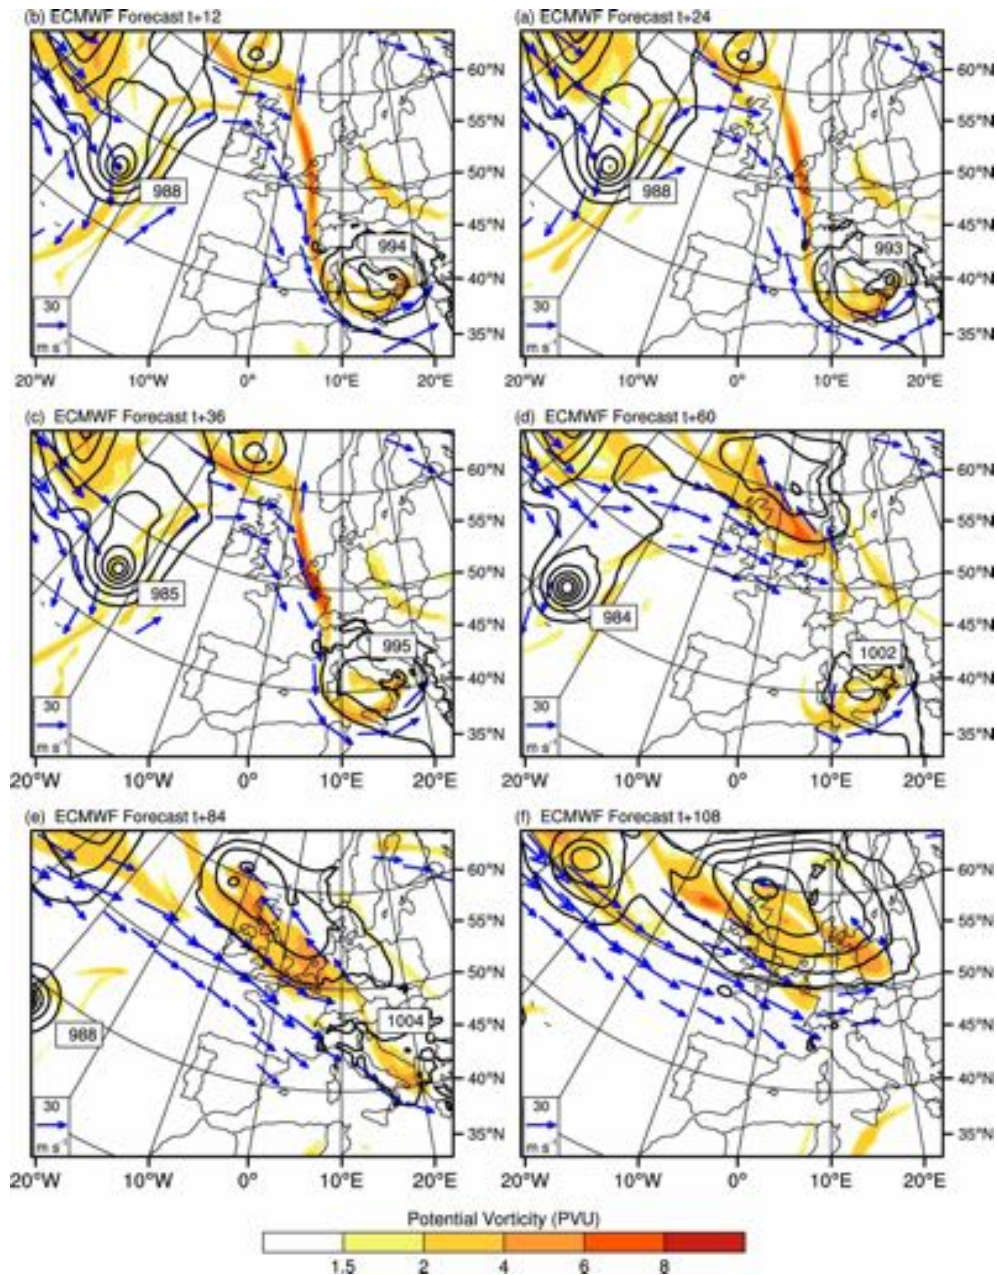 (b) ECMWF Forecast t+12
60°N
55°N
50°N
45°N
40°N
35°N
988
994
30
m s⁻¹
20°W 10°W 0° 10°E 20°E
(a) ECMWF Forecast t+24
60°N
55°N
50°N
45°N
40°N
35°N
988
993
30
m s⁻¹
20°W 10°W 0° 10°E 20°E
(c) ECMWF Forecast t+36
60°N
55°N
50°N
45°N
40°N
35°N
985
995
30
m s⁻¹
20°W 10°W 0° 10°E 20°E
(d) ECMWF Forecast t+60
60°N
55°N
50°N
45°N
40°N
35°N
984
1002
30
m s⁻¹
20°W 10°W 0° 10°E 20°E
(e) ECMWF Forecast t+84
60°N
55°N
50°N
45°N
40°N
35°N
988
1004
30
m s⁻¹
20°W 10°W 0° 10°E 20°E
(f) ECMWF Forecast t+108
60°N
55°N
50°N
45°N
40°N
35°N
30
m s⁻¹
20°W 10°W 0° 10°E 20°E
Potential Vorticity (PVU)
1.5 2 4 6 8